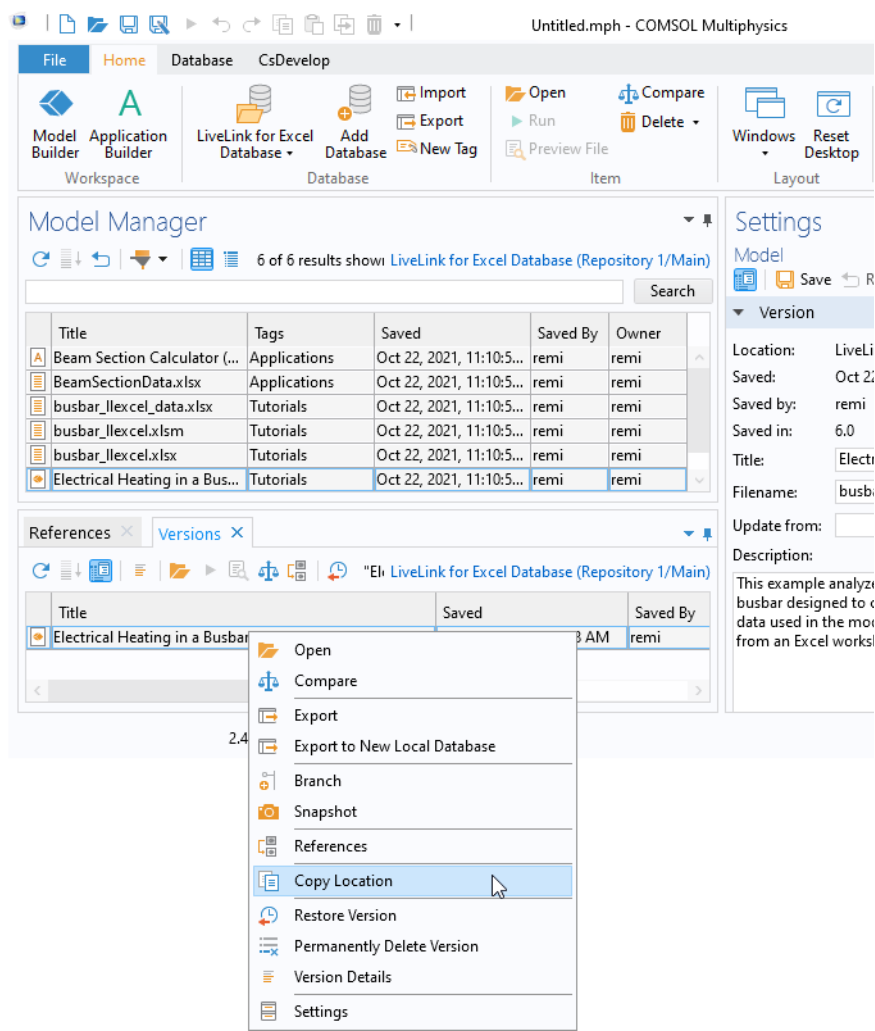 Untitled.mph - COMSOL Multiphysics
File Home Database CsDevelop
Model Builder
Application Builder
Workspace
LiveLink for Excel Database
Add Database
Import
Export
New Tag
Database
Open
Run
Preview File
Compare
Delete
Item
Windows
Reset Desktop
Layout
Model Manager
6 of 6 results shown LiveLink for Excel Database (Repository 1/Main)
Search
Title Tags Saved Saved By Owner
A Beam Section Calculator (... Applications Oct 22, 2021, 11:10:5... remi remi
BeamSectionData.xlsx Applications Oct 22, 2021, 11:10:5... remi remi
busbar_llexcel_data.xlsx Tutorials Oct 22, 2021, 11:10:5... remi remi
busbar_llexcel.xlsm Tutorials Oct 22, 2021, 11:10:5... remi remi
busbar_llexcel.xlsx Tutorials Oct 22, 2021, 11:10:5... remi remi
Electrical Heating in a Bus... Tutorials Oct 22, 2021, 11:10:5... remi remi
References Versions
"El LiveLink for Excel Database (Repository 1/Main)
Title Saved Saved By
Electrical Heating in a Busbar AM remi
2.4
Open
Compare
Export
Export to New Local Database
Branch
Snapshot
References
Copy Location
Restore Version
Permanently Delete Version
Version Details
Settings
Settings
Model
Save R
Version
Location: LiveLi
Saved: Oct 22
Saved by: remi
Saved in: 6.0
Title: Electr
Filename: busba
Update from:
Description:
This example analyze
busbar designed to
data used in the mod
from an Excel works